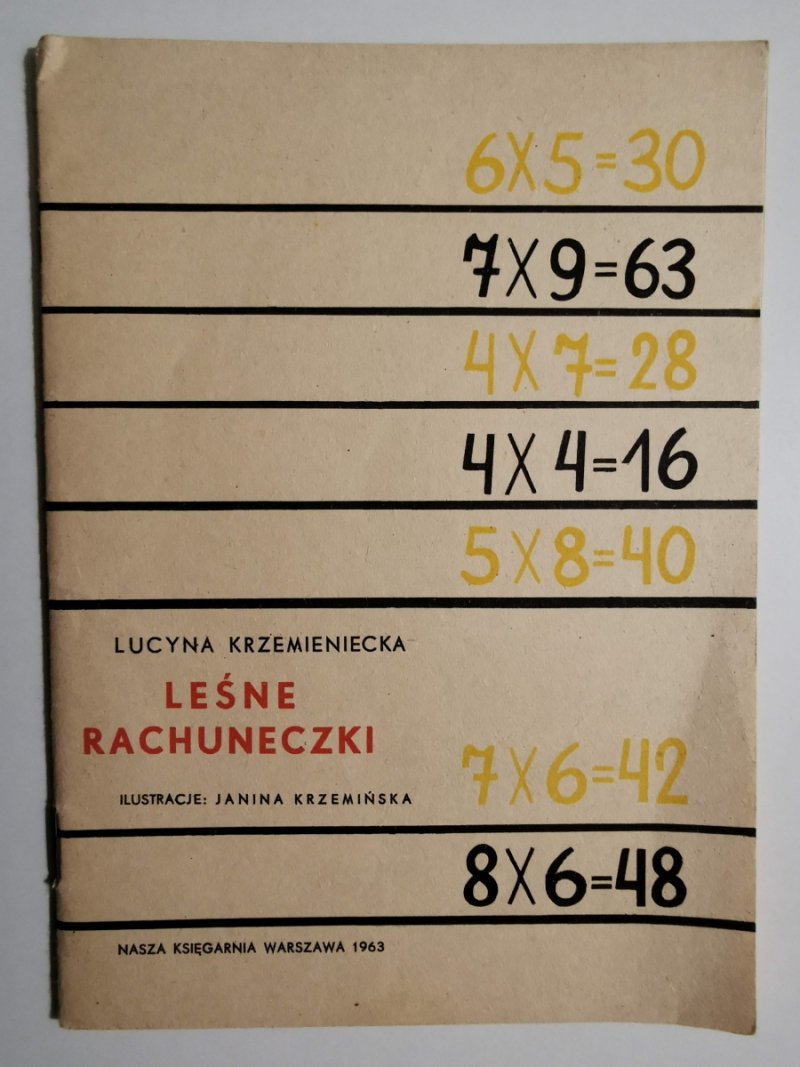 6X5=30
7X9=63
4X7=28
4X4=16
5X8=40
LUCYNA KRZEMIENIECKA
LEŚNE
RACHUNECZKI
7X6=42
ILUSTRACJE: JANINA KRZEMIŃSKA
8X6=48
NASZA KSIĘGARNIA WARSZAWA 1963